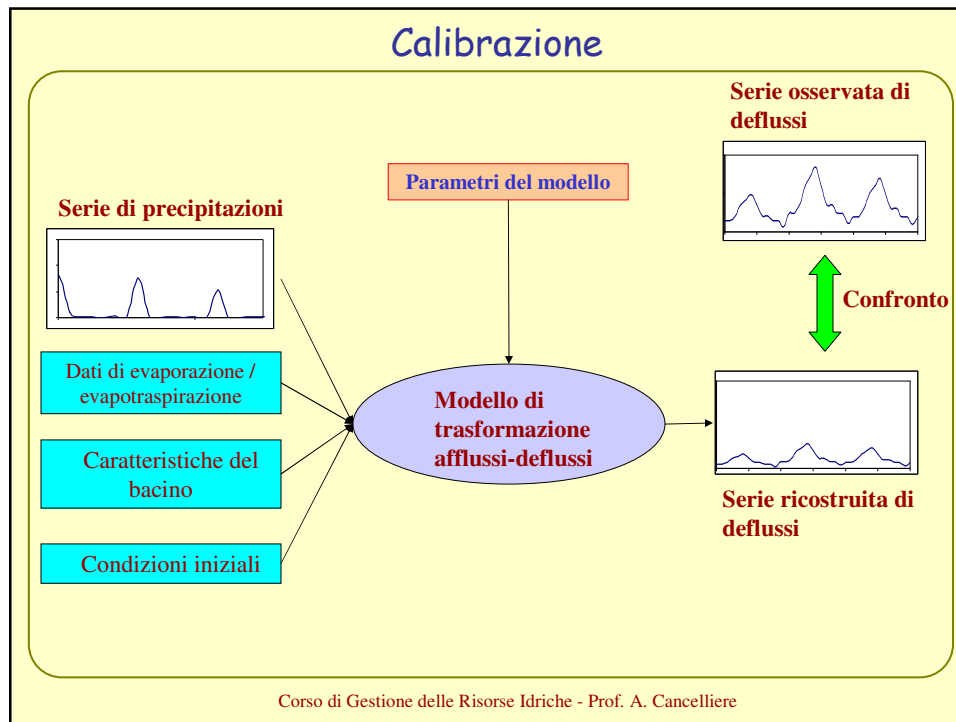 Calibrazione
Serie osservata di
deflussi
Parametri del modello
Serie di precipitazioni
Confronto
Dati di evaporazione /
evapotraspirazione
Modello di
trasformazione
afflussi-deflussi
Caratteristiche del
bacino
Serie ricostruita di
deflussi
Condizioni iniziali
Corso di Gestione delle Risorse Idriche - Prof. A. Cancelliere